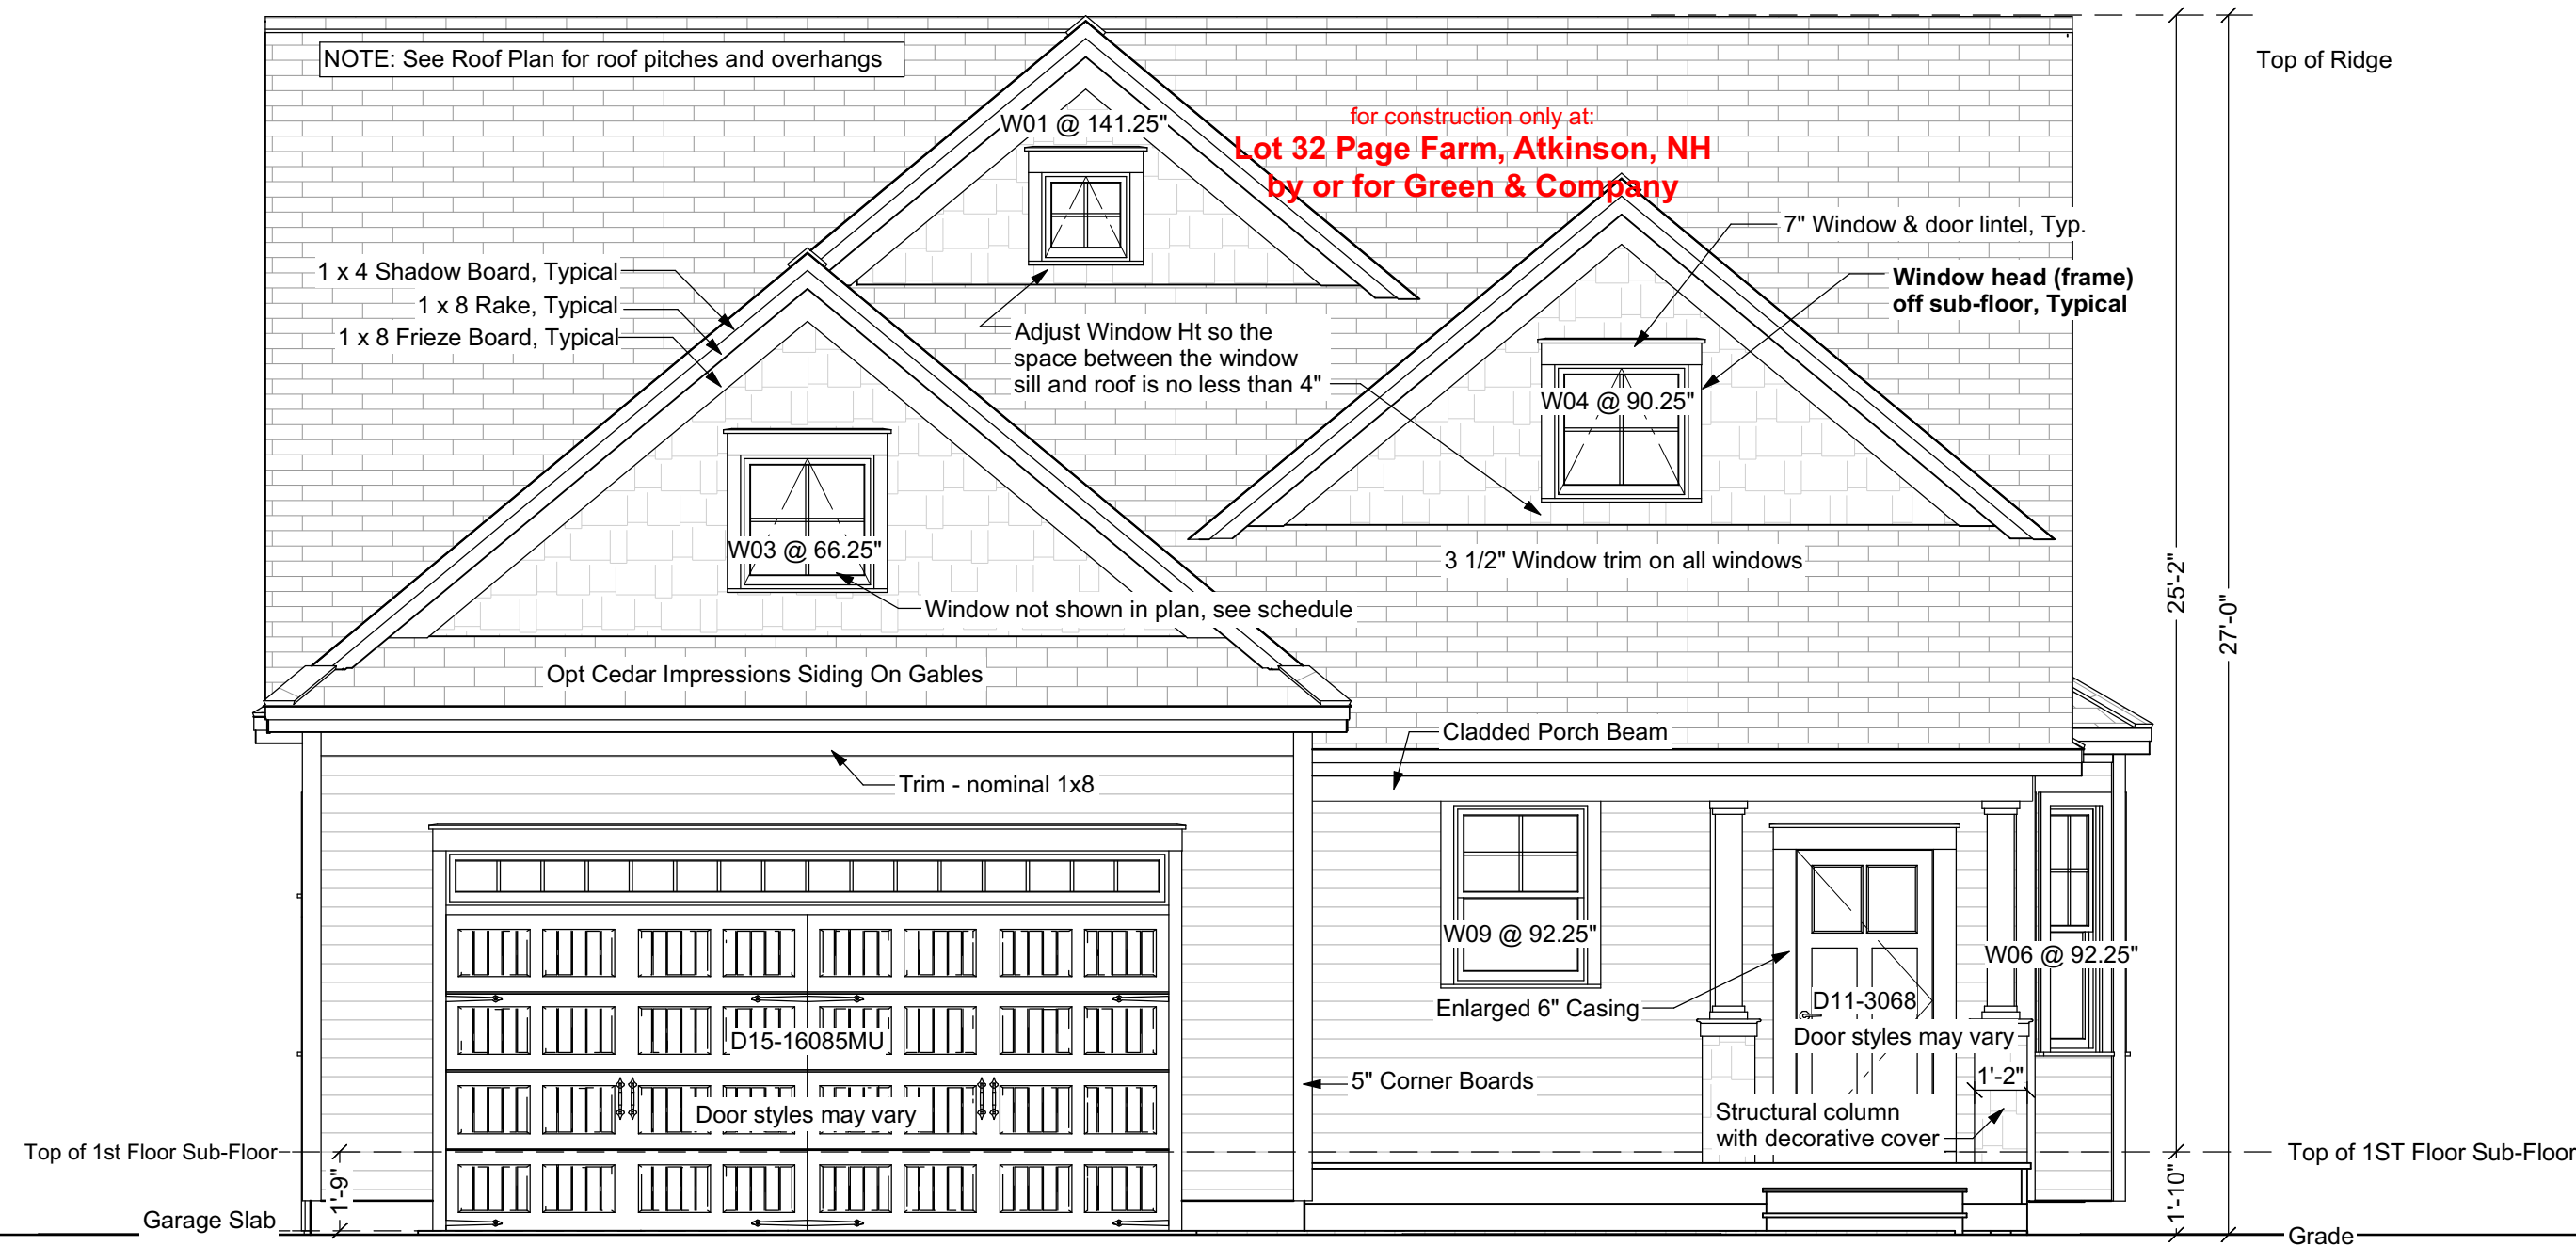 NOTE: See Roof Plan for roof pitches and overhangs
Top of Ridge
for construction only at:
Lot 32 Page Farm, Atkinson, NH
by or for Green & Company
W01 @ 141.25"
7" Window & door lintel, Typ.
1 x 4 Shadow Board, Typical
1 x 8 Rake, Typical
1 x 8 Frieze Board, Typical
Window head (frame)
off sub-floor, Typical
Adjust Window Ht so the
space between the window
sill and roof is no less than 4"
W04 @ 90.25"
W03 @ 66.25"
3 1/2" Window trim on all windows
Window not shown in plan, see schedule
25'-2"
27'-0"
Opt Cedar Impressions Siding On Gables
Cladded Porch Beam
Trim - nominal 1x8
W09 @ 92.25"
W06 @ 92.25"
Enlarged 6" Casing
D11-3068
Door styles may vary
D15-16085MU
Door styles may vary
5" Corner Boards
1'-2"
Structural column
with decorative cover
Top of 1st Floor Sub-Floor
Top of 1ST Floor Sub-Floor
1'-9"
1'-10"
Garage Slab
Grade